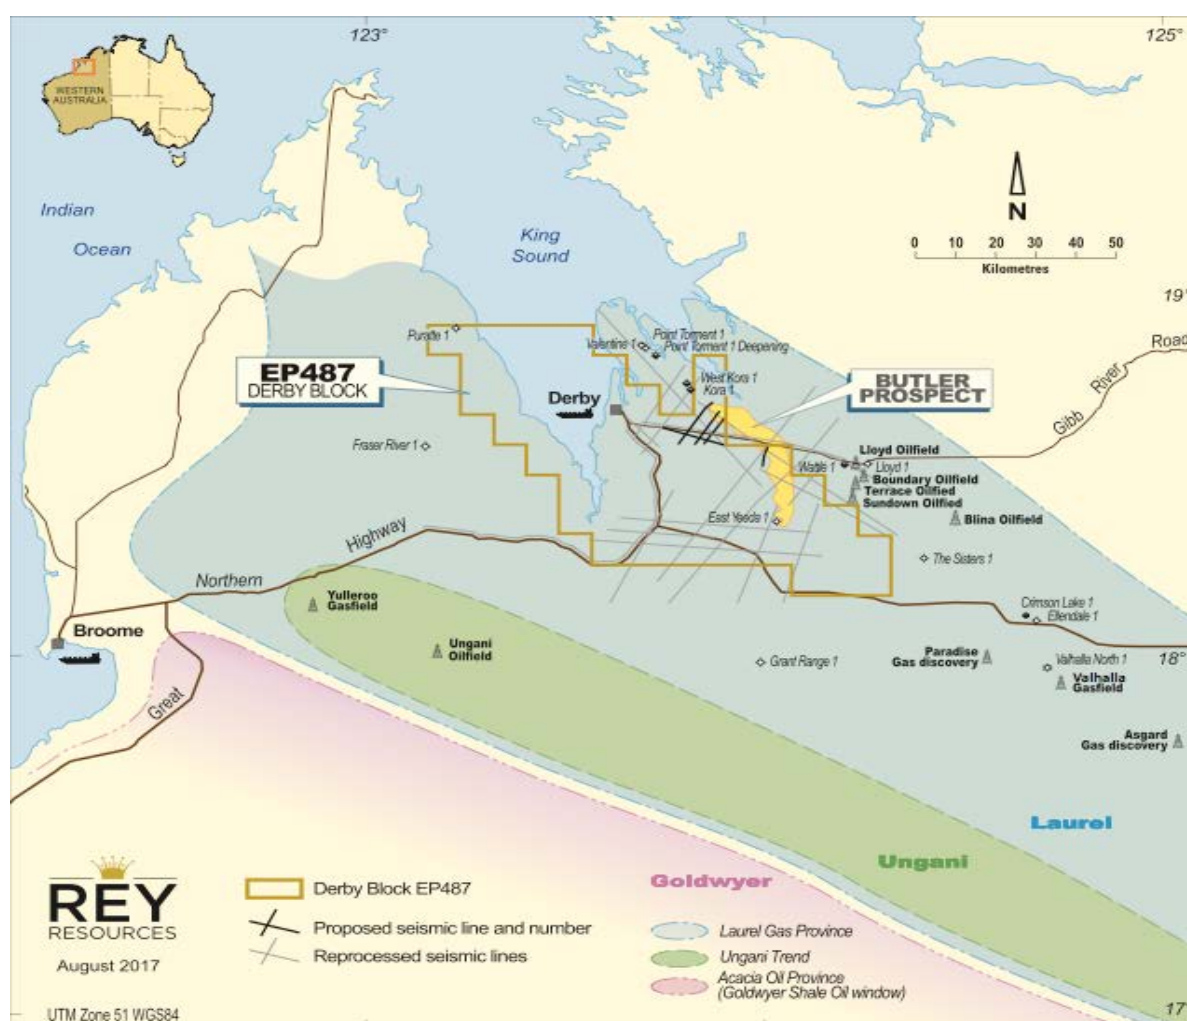 123°
125°
WESTERN
AUSTRALIA
Indian
Ocean
King
Sound
N
0 10 20 30 40 50
Kilometres
19°
Road
River
Gibb
Puratte 1
Valentine 1
Point Torment 1
Point Torment 1 Deepening
West Kora 1
Kora 1
EP487
DERBY BLOCK
BUTLER
PROSPECT
Derby
Fraser River 1
Lloyd Oilfield
Wattle 1
Lloyd 1
Boundary Oilfield
Terrace Oilfied
Sundown Oilfied
Blina Oilfield
East Yeeda 1
The Sisters 1
Highway
Northern
Great
Yulleroo
Gasfield
Crimson Lake 1
Ellendale 1
Broome
Ungani
Oilfield
Grant Range 1
Paradise
Gas discovery
Valhalla North 1
18°
Valhalla
Gasfield
Asgard
Gas discovery
Laurel
Ungani
Goldwyer
REY
RESOURCES
August 2017
UTM Zone 51 WGS84
Derby Block EP487
Proposed seismic line and number
Reprocessed seismic lines
Laurel Gas Province
Ungani Trend
Acacia Oil Province
(Goldwyer Shale Oil window)
17°